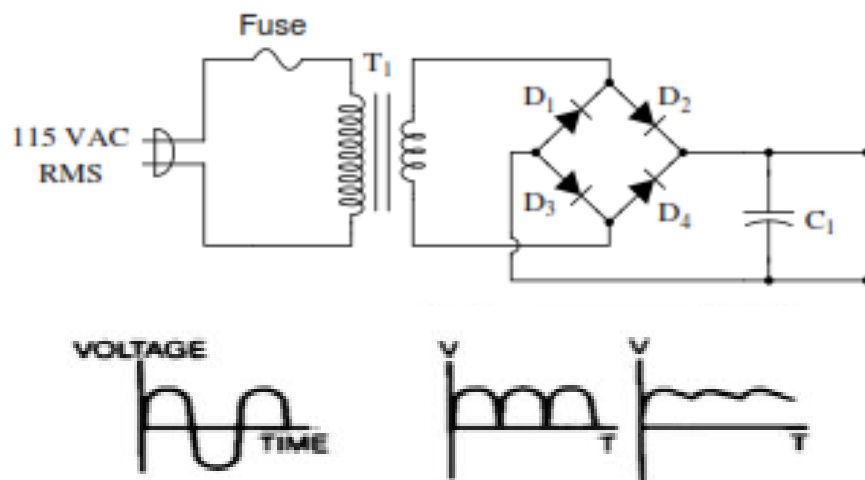 Fuse
T1
115 VAC
RMS
D1
D2
D3
D4
C1
VOLTAGE
TIME
V
T
V
T